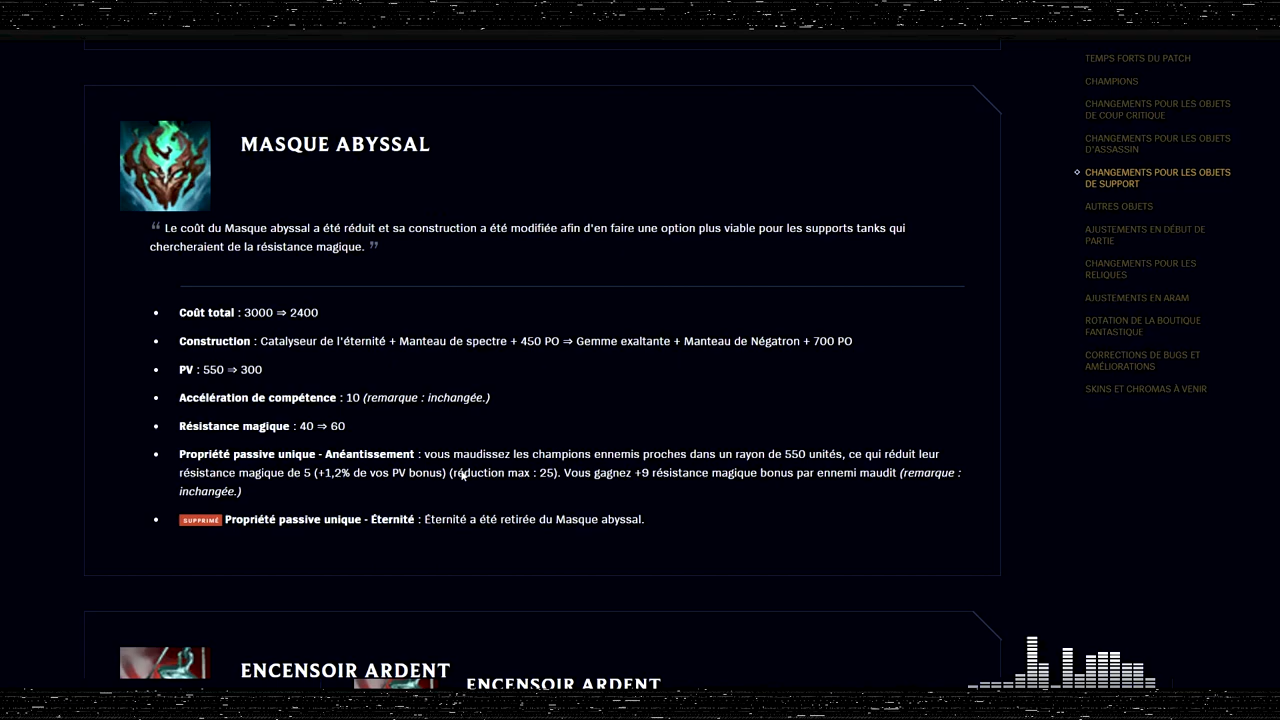 MASQUE ABYSSAL
“ Le coût du Masque abyssal a été réduit et sa construction a été modifiée afin d'en faire une option plus viable pour les supports tanks qui
chercheraient de la résistance magique. ”
• Coût total : 3000 ⇒ 2400
• Construction : Catalyseur de l'éternité + Manteau de spectre + 450 PO ⇒ Gemme exaltante + Manteau de Négatron + 700 PO
• PV : 550 ⇒ 300
• Accélération de compétence : 10 (remarque : inchangée.)
• Résistance magique : 40 ⇒ 60
• Propriété passive unique - Anéantissement : vous maudissez les champions ennemis proches dans un rayon de 550 unités, ce qui réduit leur
résistance magique de 5 (+1,2% de vos PV bonus) (réduction max : 25). Vous gagnez +9 résistance magique bonus par ennemi maudit (remarque :
inchangée.)
• SUPPRIMÉ Propriété passive unique - Éternité : Éternité a été retirée du Masque abyssal.
ENCENSOIR ARDENT
ENCENSOIR ARDENT
TEMPS FORTS DU PATCH
CHAMPIONS
CHANGEMENTS POUR LES OBJETS
DE COUP CRITIQUE
CHANGEMENTS POUR LES OBJETS
D'ASSASSIN
CHANGEMENTS POUR LES OBJETS
DE SUPPORT
AUTRES OBJETS
AJUSTEMENTS EN DÉBUT DE
PARTIE
CHANGEMENTS POUR LES
RELIQUES
AJUSTEMENTS EN ARAM
ROTATION DE LA BOUTIQUE
FANTASTIQUE
CORRECTIONS DE BUGS ET
AMÉLIORATIONS
SKINS ET CHROMAS À VENIR